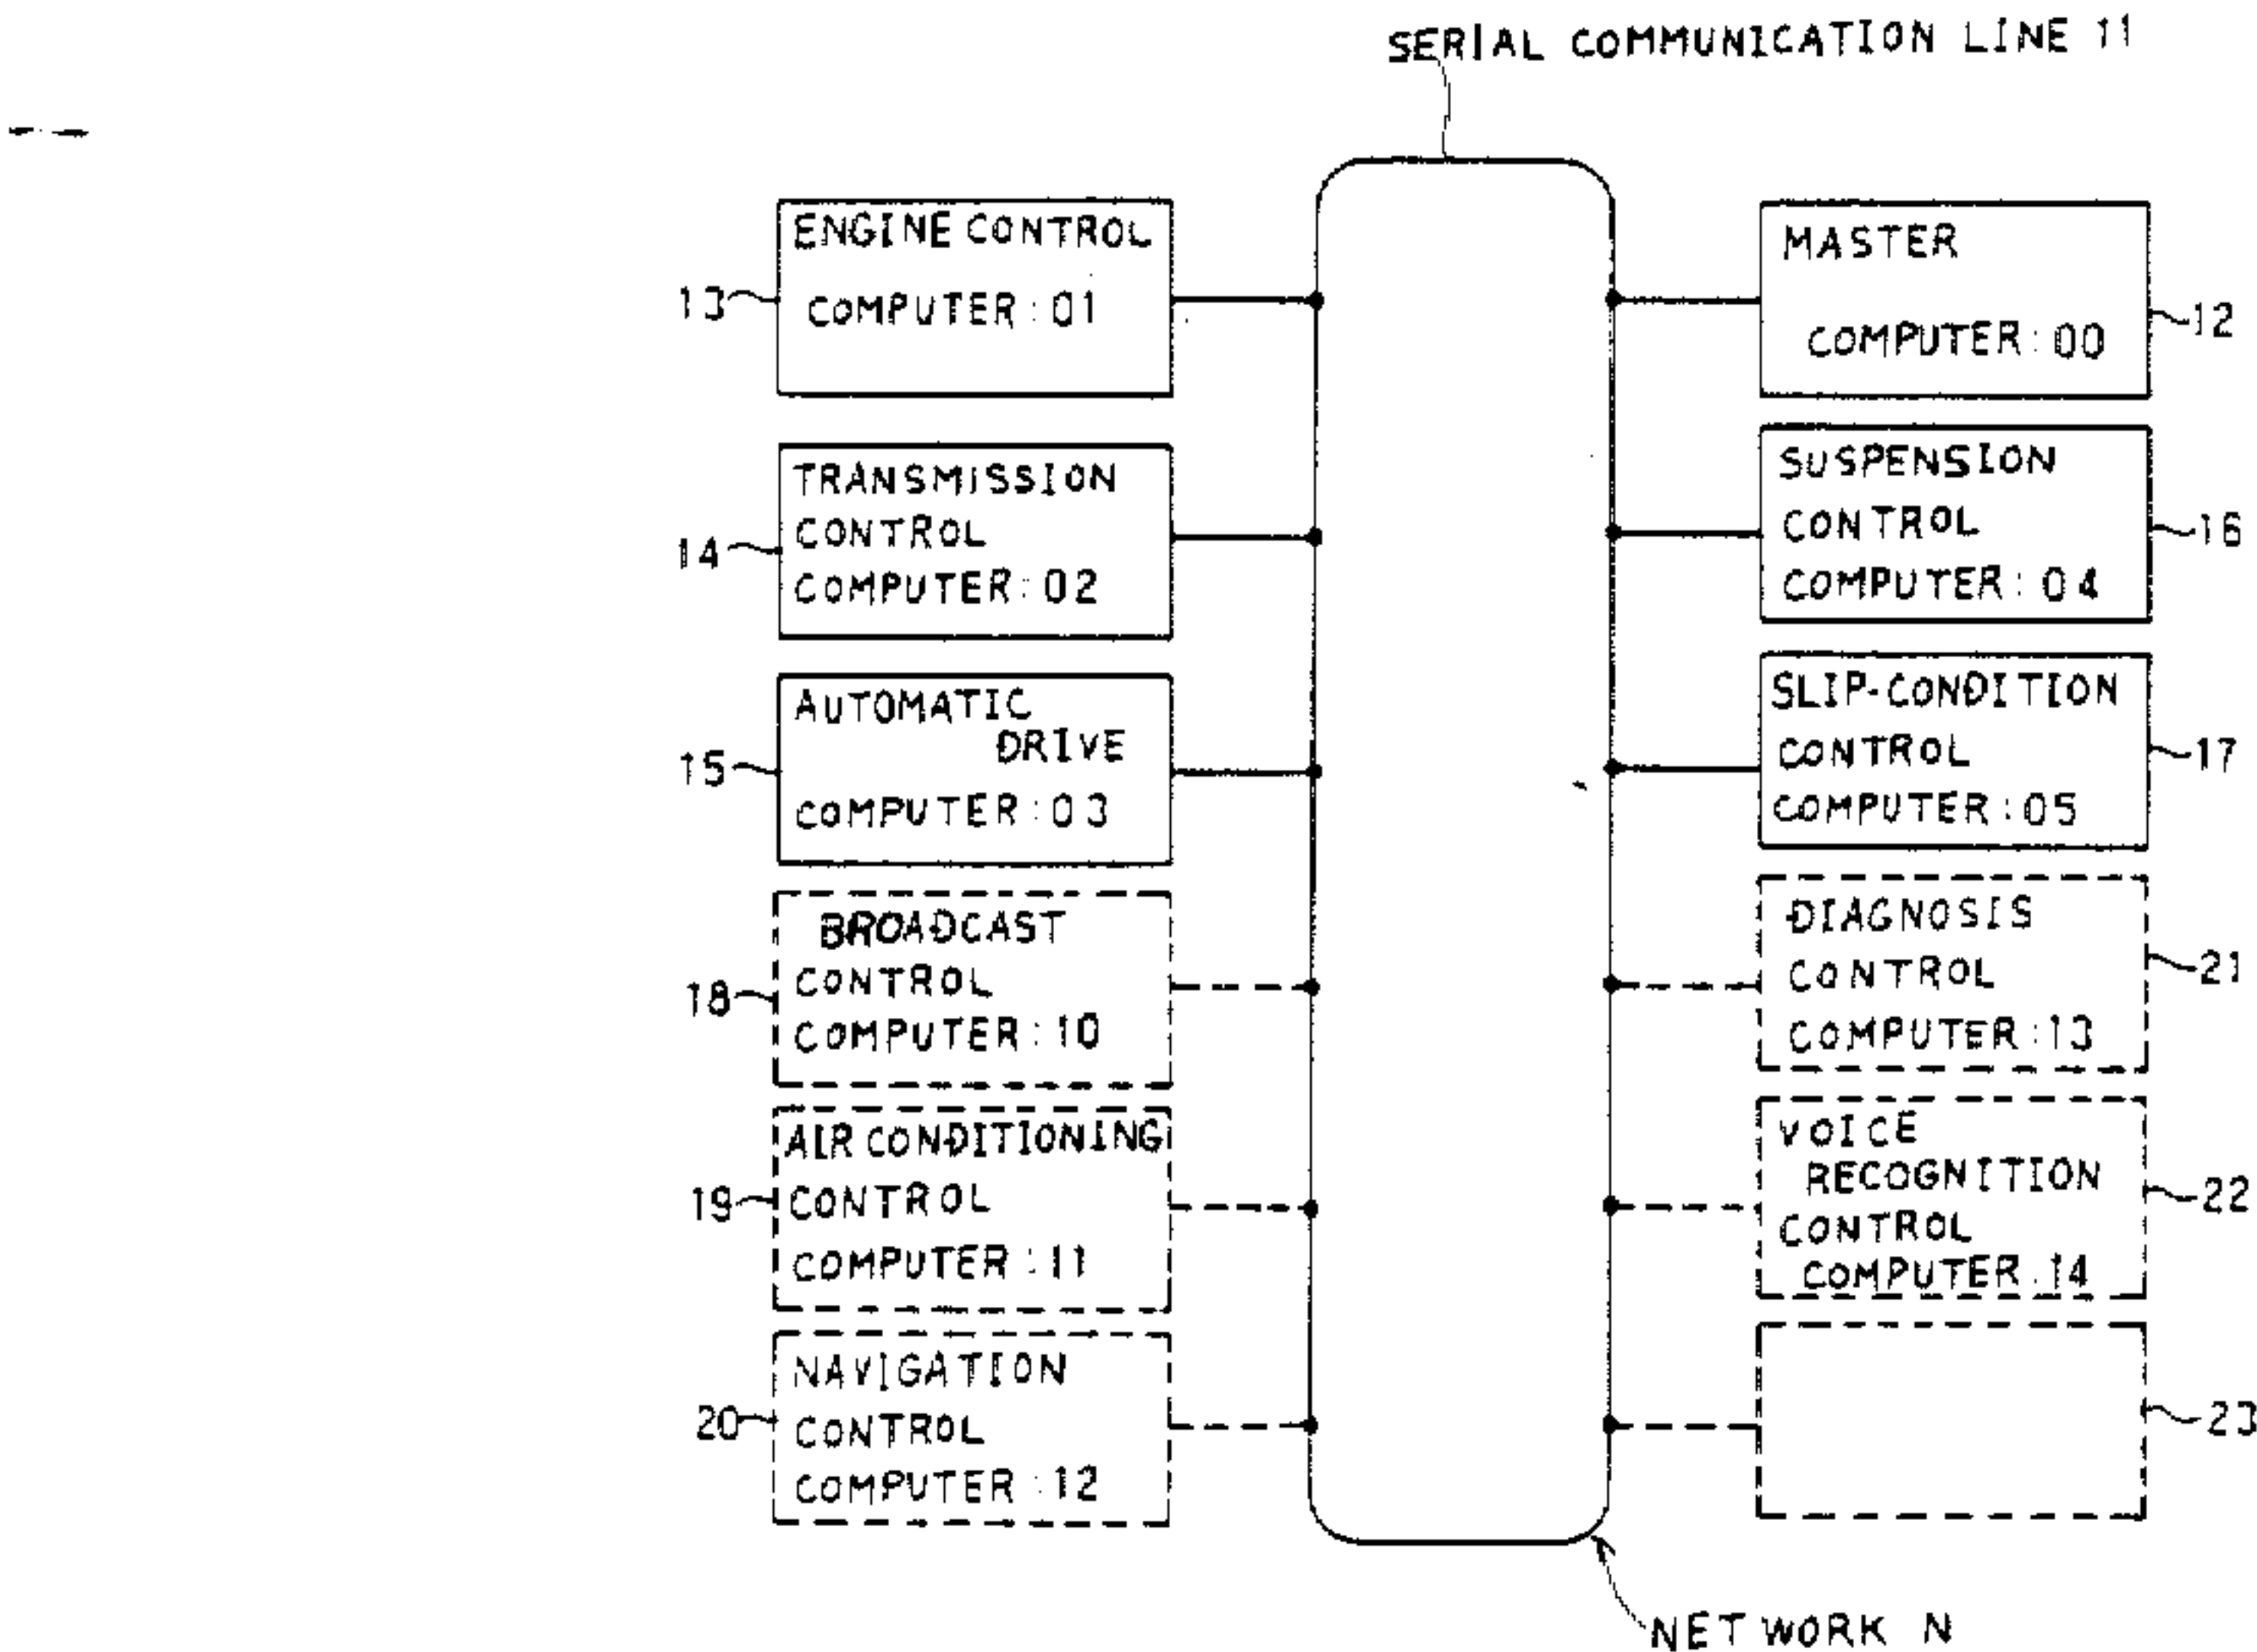 SERIAL COMMUNICATION LINE 11
ENGINE CONTROL
COMPUTER:01
13
MASTER
COMPUTER:00
12
TRANSMISSION
CONTROL
COMPUTER:02
14
SUSPENSION
CONTROL
COMPUTER:04
16
AUTOMATIC
DRIVE
COMPUTER:03
15
SLIP-CONDITION
CONTROL
COMPUTER:05
17
BROADCAST
CONTROL
COMPUTER:10
18
DIAGNOSIS
CONTROL
COMPUTER:13
21
AIR CONDITIONING
CONTROL
COMPUTER:11
19
VOICE
RECOGNITION
CONTROL
COMPUTER:14
22
NAVIGATION
CONTROL
COMPUTER:12
20
23
NETWORK N